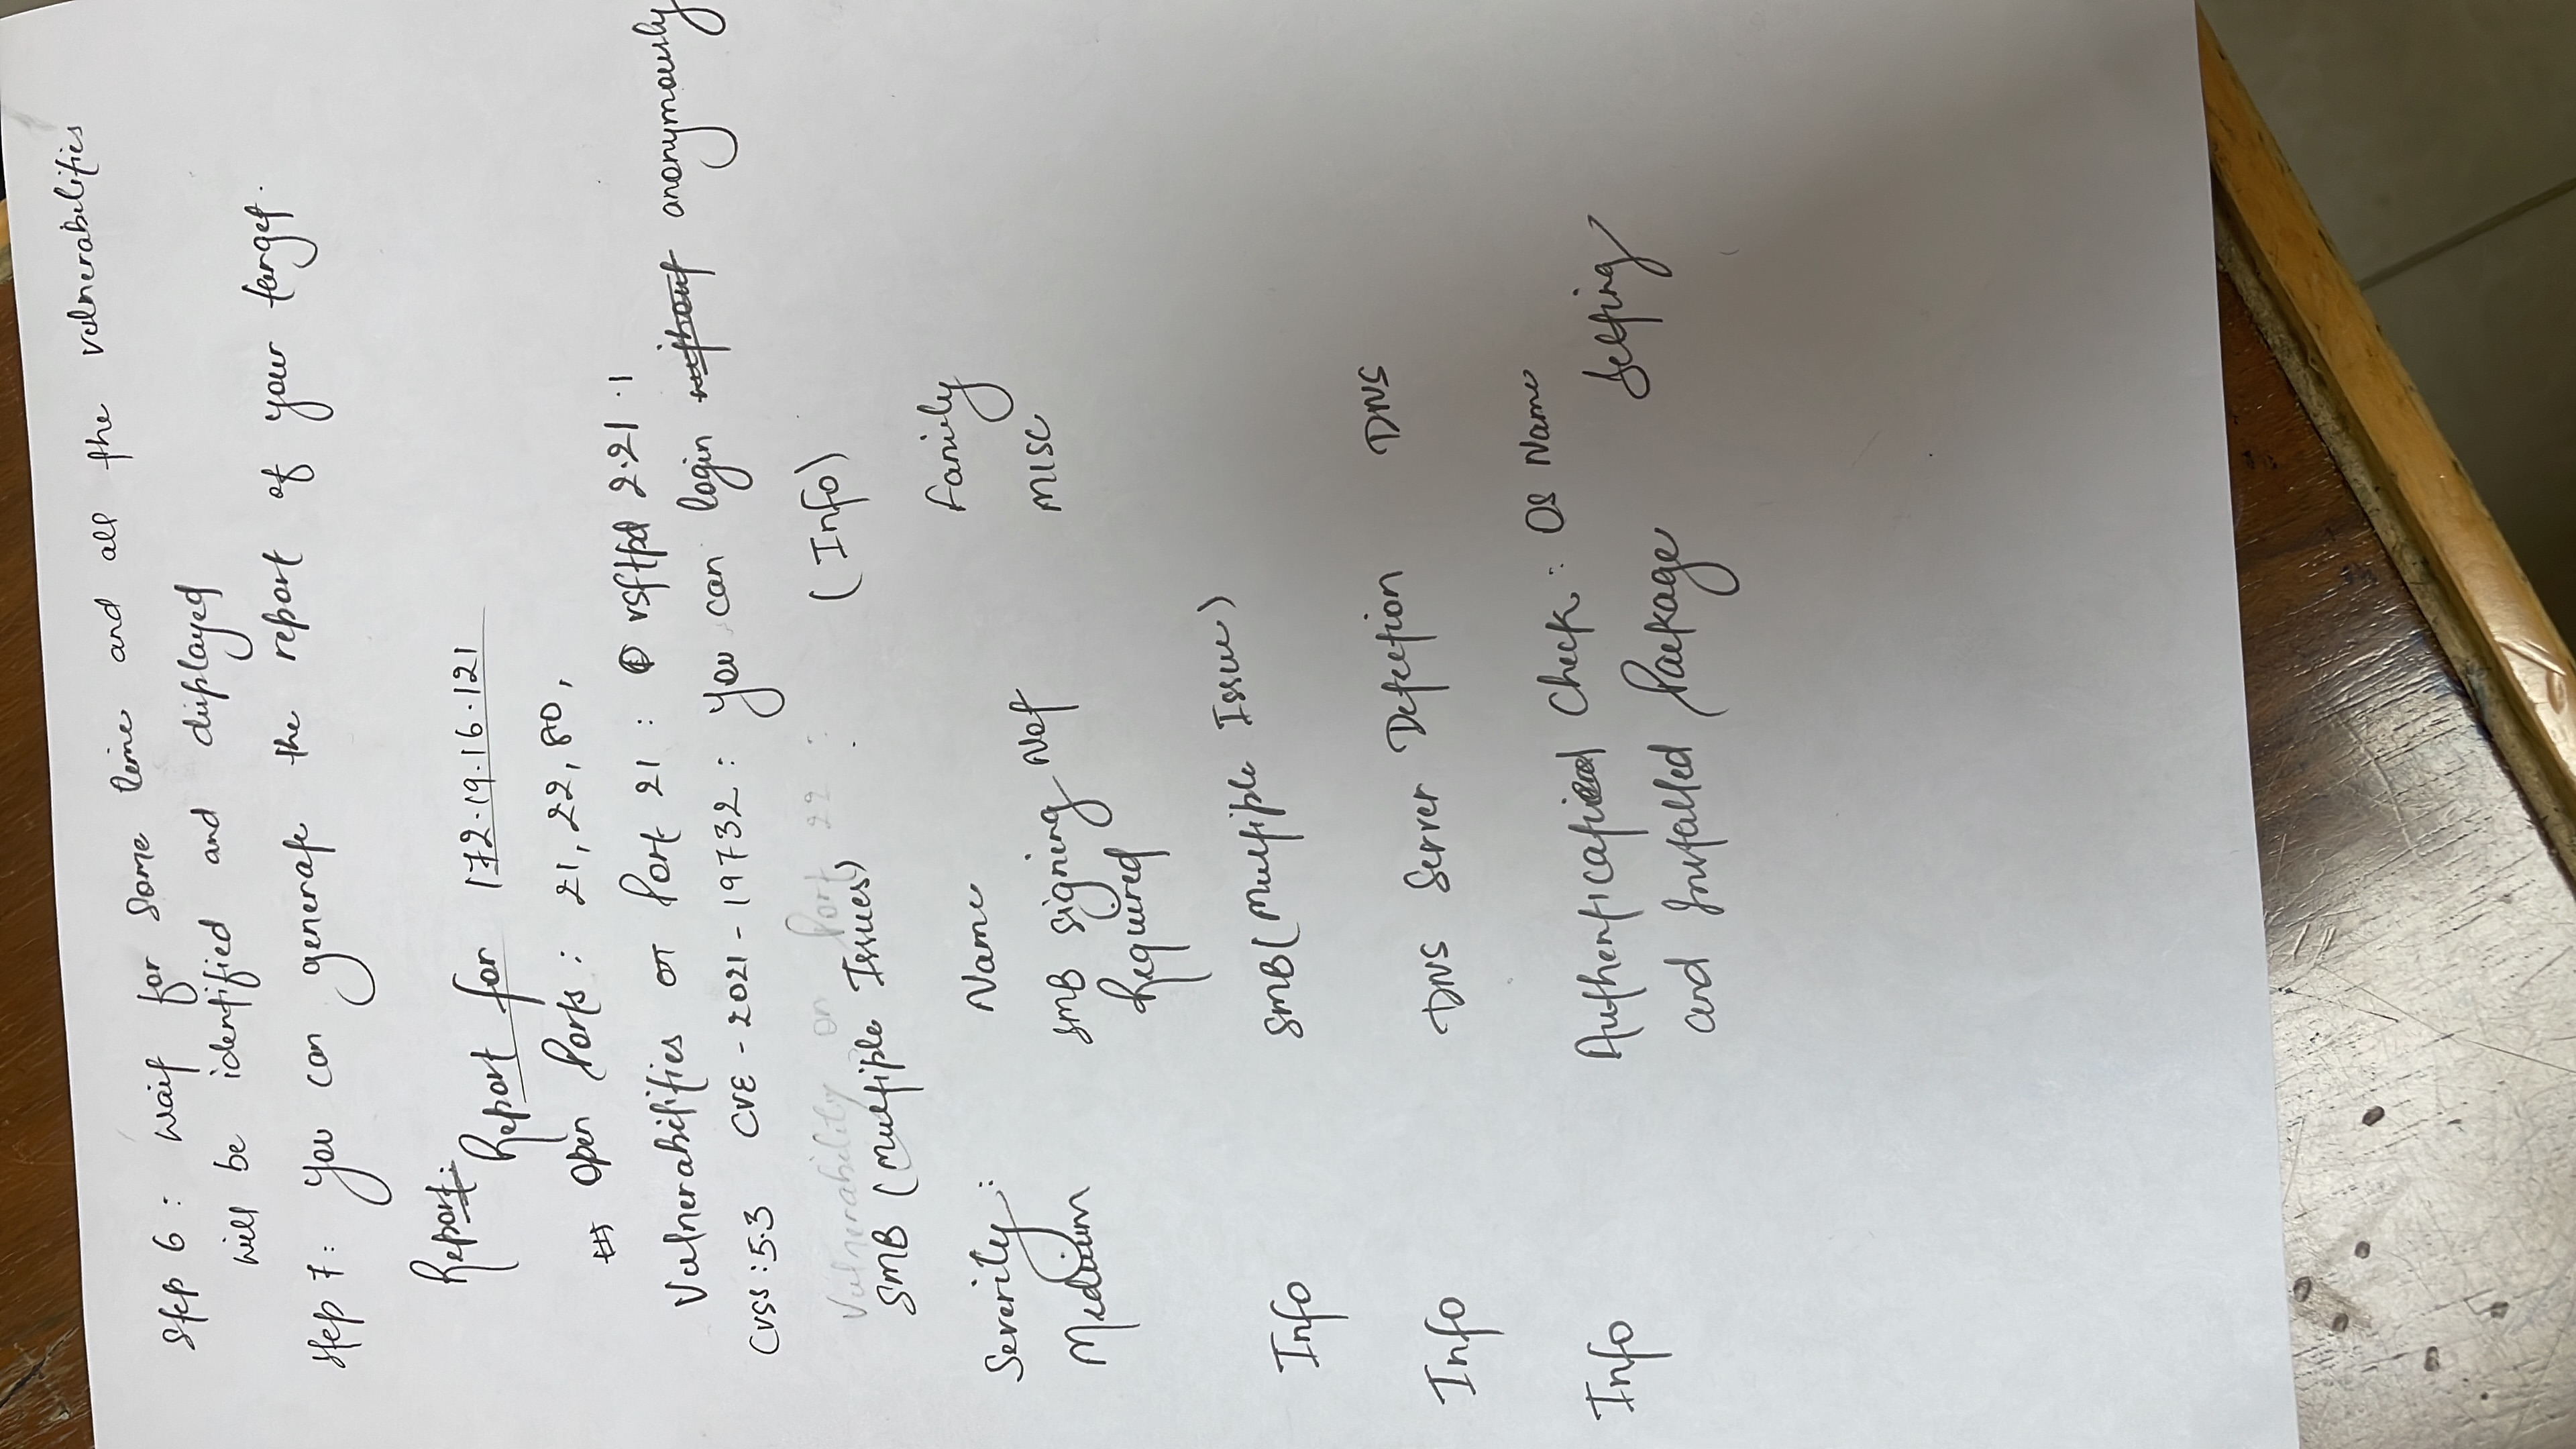 Step 6 : Wait for Some time and all the vulnerabilities
will be identified and displayed
Step 7: You can generate the report of your target.
Report:
Report for 172.19.16.121
Open Ports : 21, 22, 80,
Vulnerabilities on Port 21 : vsftpd 2.21.1
CVSS : 5.3 CVE - 2021 - 19732 : You can login without anonymously
Vulnerability on Port 22 :
SMB (Multiple Issues) : (Info)
Severity : Name Family
Medium SMB signing Not MISC
Required
Info SMB (Multiple Issue)
Info DNS Server Detection DNS
Info Check : OS Name
and Installed Package Setting